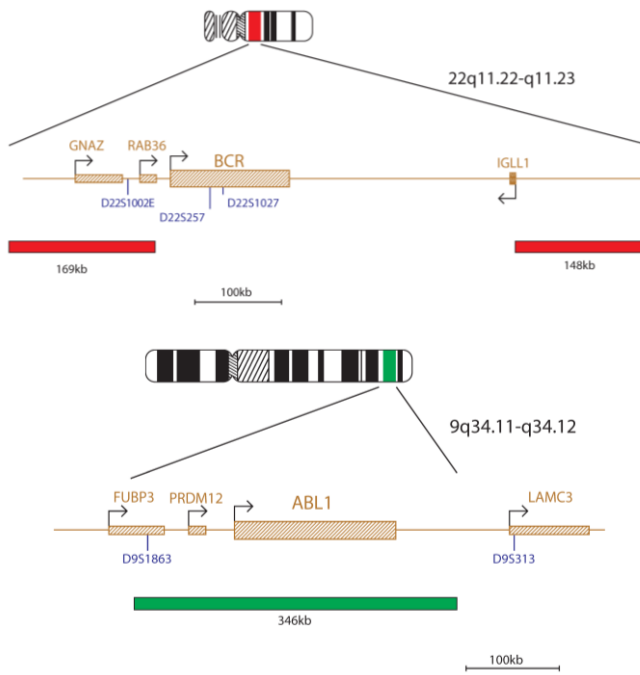 22q11.22-q11.23
GNAZ
RAB36
BCR
IGLL1
D22S1002E
D22S257
D22S1027
169kb
148kb
100kb
9q34.11-q34.12
FUBP3
PRDM12
ABL1
LAMC3
D9S1863
D9S313
346kb
100kb